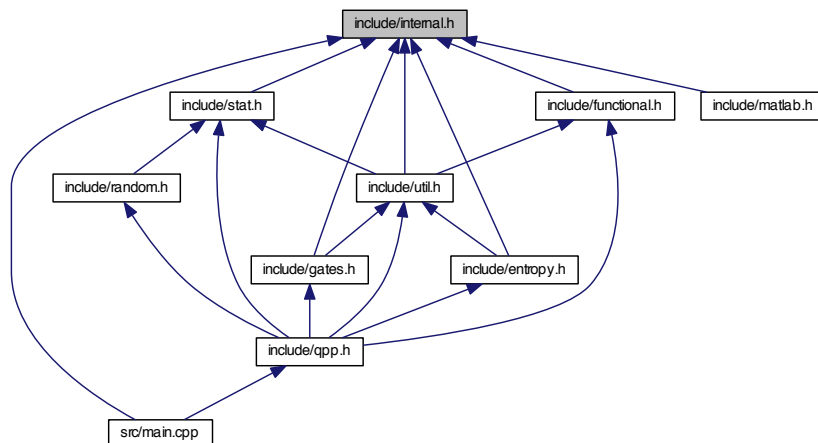 include/internal.h
include/stat.h
include/functional.h
include/matlab.h
include/random.h
include/util.h
include/gates.h
include/entropy.h
include/qpp.h
src/main.cpp